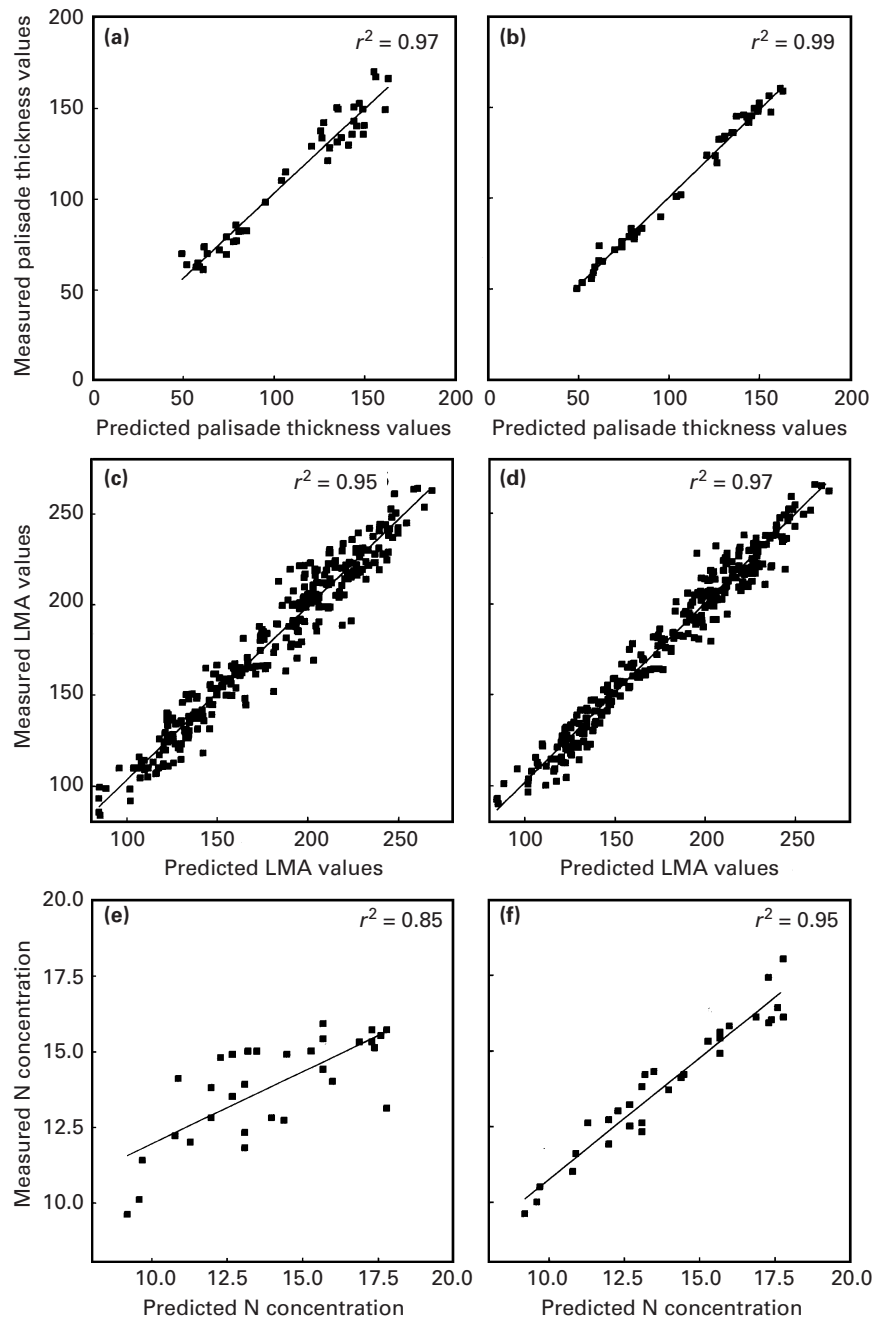 (a) r² = 0.97
(b) r² = 0.99
200
150
100
50
0
Measured palisade thickness values
0 50 100 150 200
0 50 100 150 200
Predicted palisade thickness values
Predicted palisade thickness values
(c) r² = 0.95
(d) r² = 0.97
250
200
150
100
Measured LMA values
100 150 200 250
100 150 200 250
Predicted LMA values
Predicted LMA values
(e) r² = 0.85
(f) r² = 0.95
20.0
17.5
15.0
12.5
10.0
Measured N concentration
10.0 12.5 15.0 17.5 20.0
10.0 12.5 15.0 17.5 20.0
Predicted N concentration
Predicted N concentration